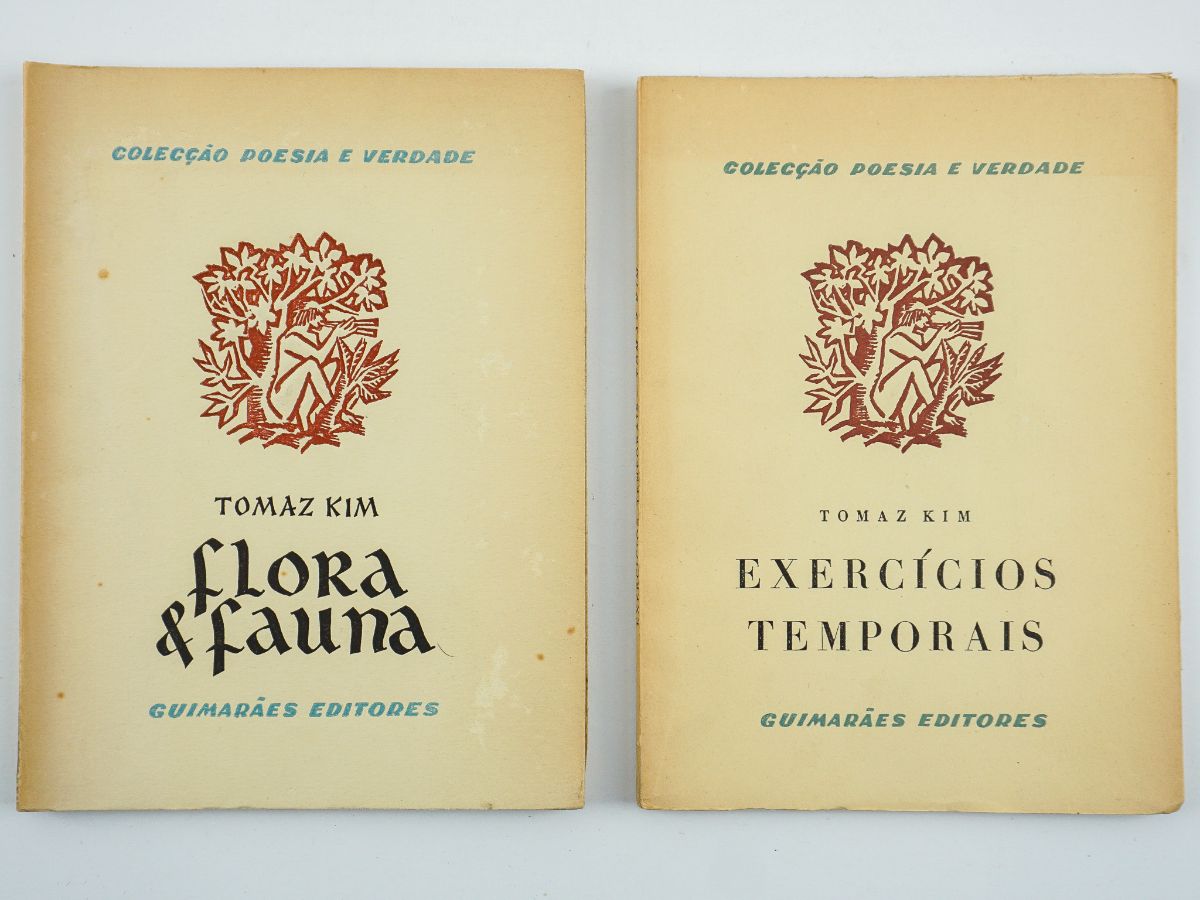 COLECÇÃO POESIA E VERDADE
TOMAZ KIM
flora
& fauna
GUIMARÃES EDITORES
COLECÇÃO POESIA E VERDADE
TOMAZ KIM
EXERCÍCIOS
TEMPORAIS
GUIMARÃES EDITORES